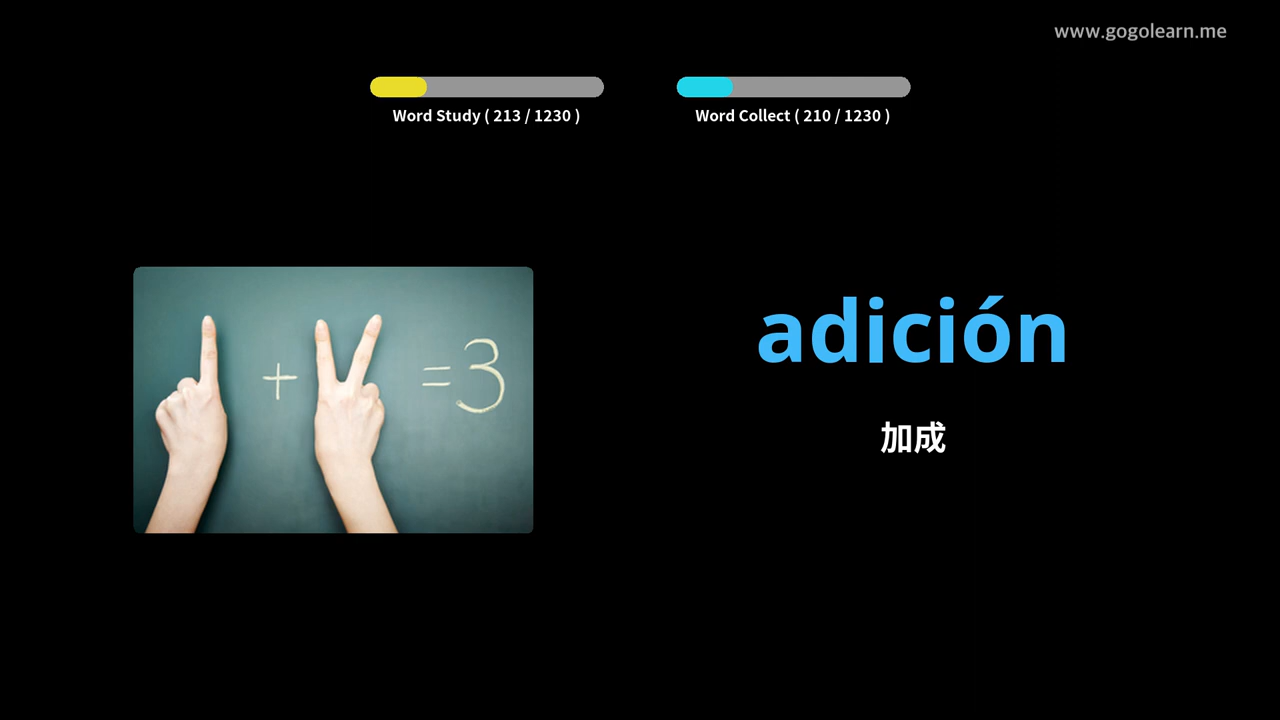 www.gogolearn.me
Word Study ( 213 / 1230 )
Word Collect ( 210 / 1230 )
+ = 3
adición
加成